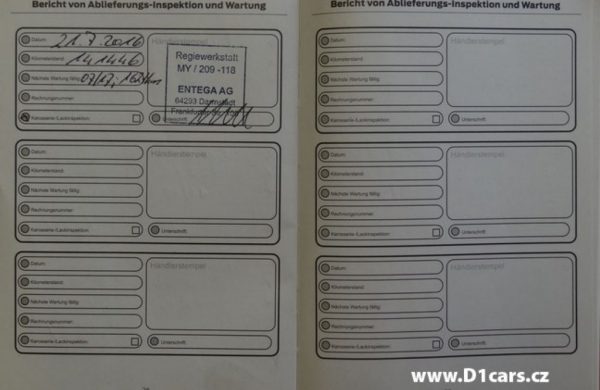 Bericht von Ablieferungs-Inspektion und Wartung
Datum: 21.7.2016
Kilometerstand: 141446
Nächste Wartung fällig: 07/17;
Rechnungsnummer:
Karosserie-/Lackinspektion:
Händlerstempel
Regiewerkstatt
MY / 209 -118
ENTEGA AG
64293 Darmstadt
Unterschrift:
Datum:
Kilometerstand:
Nächste Wartung fällig:
Rechnungsnummer:
Karosserie-/Lackinspektion:
Händlerstempel
Unterschrift:
Datum:
Kilometerstand:
Nächste Wartung fällig:
Rechnungsnummer:
Karosserie-/Lackinspektion:
Händlerstempel
Unterschrift:
Bericht von Ablieferungs-Inspektion und Wartung
Datum:
Kilometerstand:
Nächste Wartung fällig:
Rechnungsnummer:
Karosserie-/Lackinspektion:
Händlerstempel
Unterschrift:
Datum:
Kilometerstand:
Nächste Wartung fällig:
Rechnungsnummer:
Karosserie-/Lackinspektion:
Händlerstempel
Unterschrift:
Datum:
Kilometerstand:
Nächste Wartung fällig:
Rechnungsnummer:
Karosserie-/Lackinspektion:
Händlerstempel
Unterschrift:
www.D1cars.cz